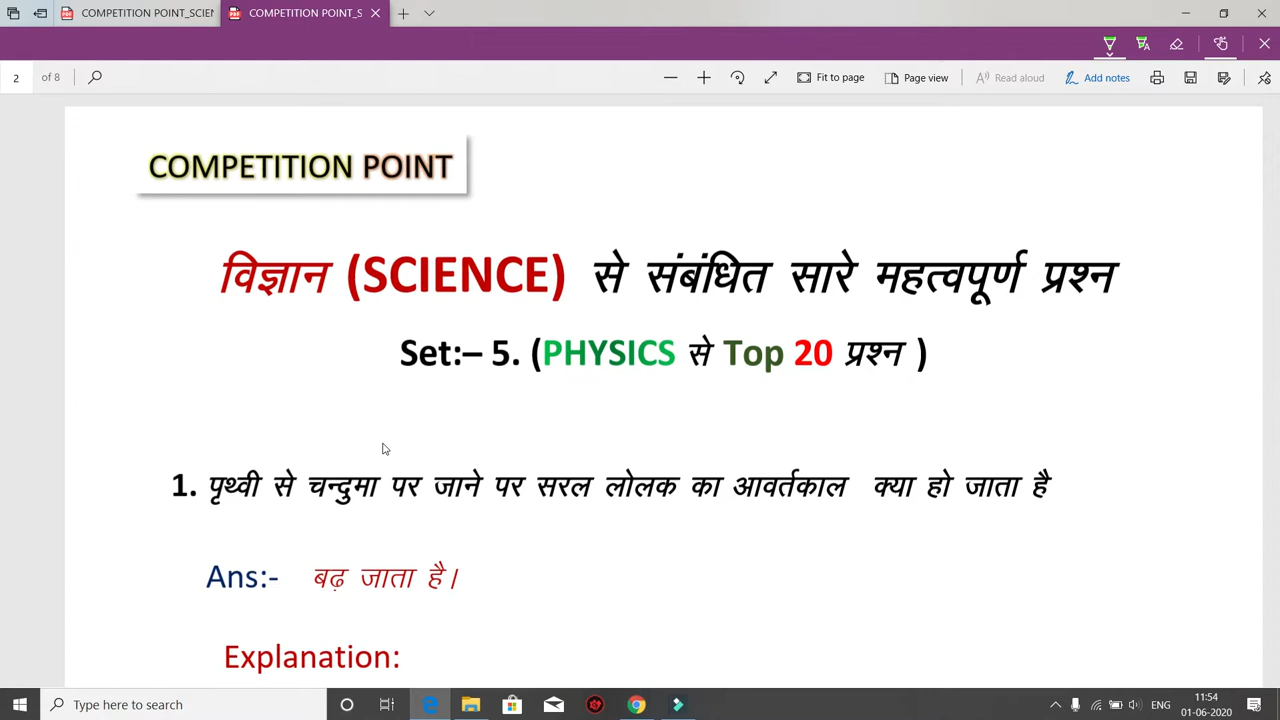 COMPETITION POINT_SCIEN
COMPETITION POINT_S
2 of 8
Fit to page
Page view
Read aloud
Add notes
COMPETITION POINT
विज्ञान (SCIENCE) से संबंधित सारे महत्वपूर्ण प्रश्न
Set:– 5. (PHYSICS से Top 20 प्रश्न )
1. पृथ्वी से चन्दुमा पर जाने पर सरल लोलक का आवर्तकाल क्या हो जाता है
Ans:- बढ़ जाता है।
Explanation:
Type here to search
ENG
11:54
01-06-2020